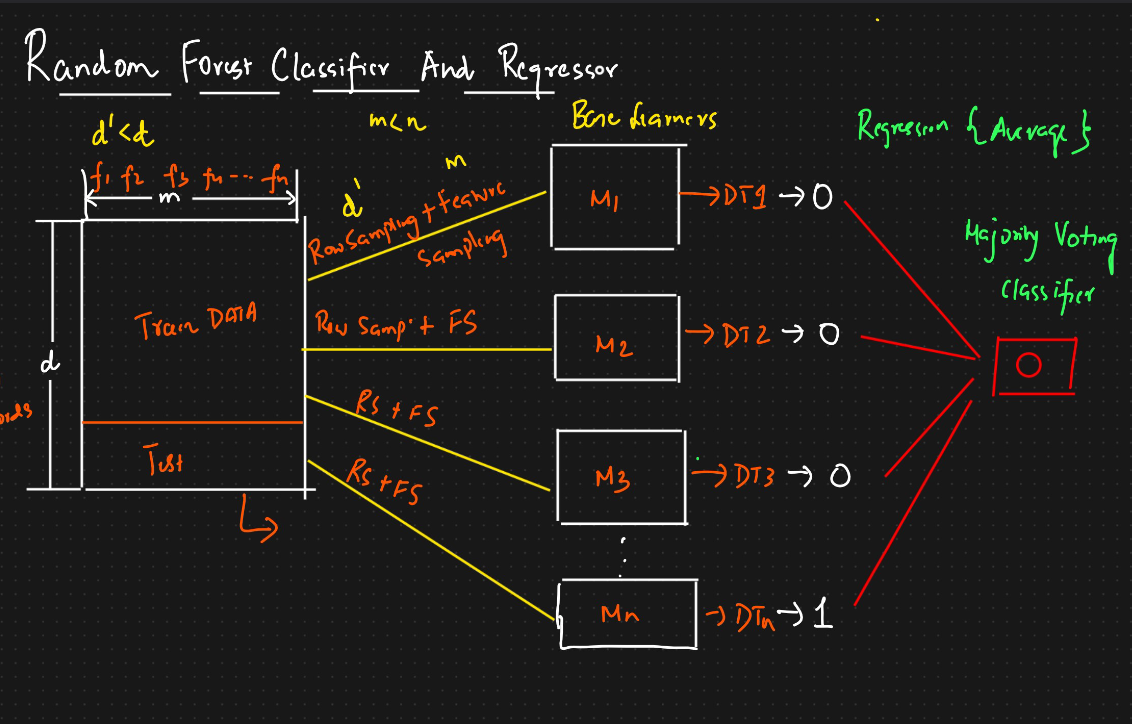 Random Forest Classifier And Regressor
d'<d
m<n
Base learners
Regression { Average }
f1 f2 f3 f4 ... fn
m
d'
m
Row Sampling + Feature
Sampling
M1 → DT1 → 0
Majority Voting
Classifier
Train DATA
Row Samp. + FS
M2 → DT2 → 0
d
0
RS + FS
Test
RS + FS
M3 → DT3 → 0
⋮
Mn → DTn → 1